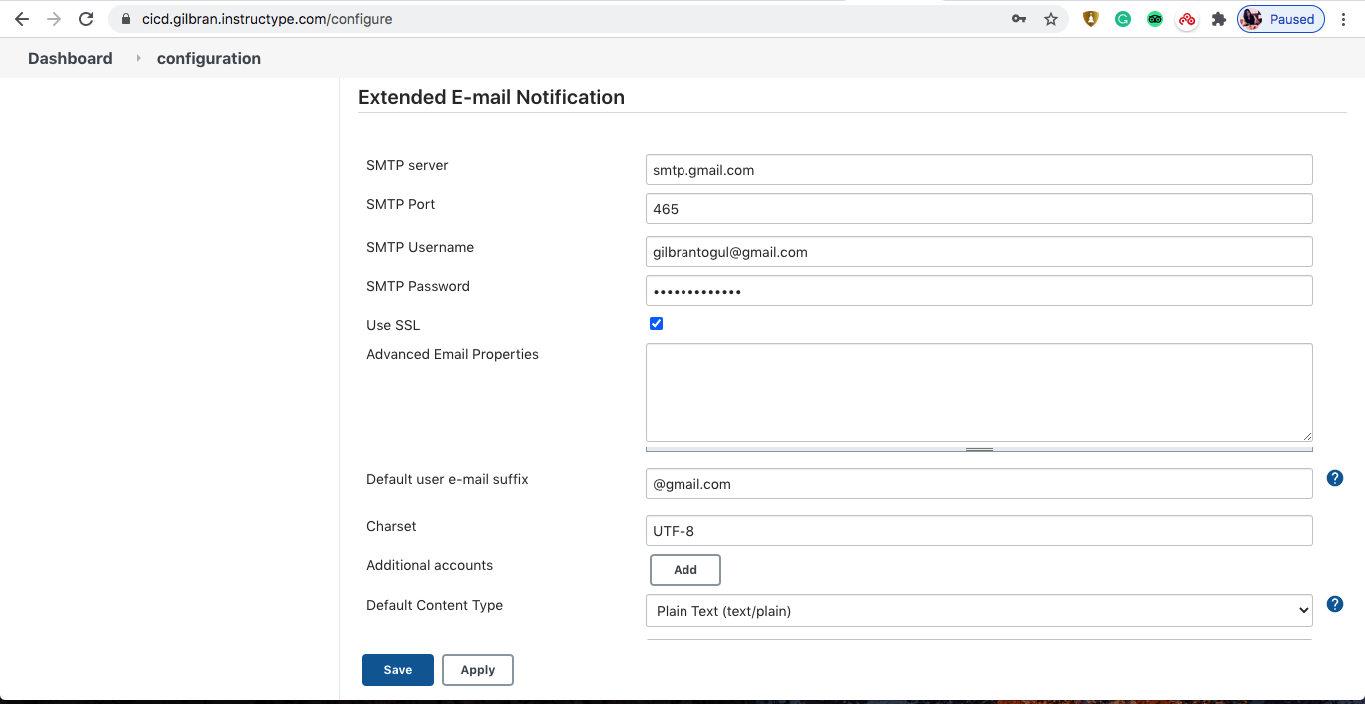 cicd.gilbran.instructype.com/configure
Paused
Dashboard configuration
Extended E-mail Notification
SMTP server
smtp.gmail.com
SMTP Port
465
SMTP Username
gilbrantogul@gmail.com
SMTP Password
•••••••••••••
Use SSL
Advanced Email Properties
Default user e-mail suffix
@gmail.com
?
Charset
UTF-8
Additional accounts
Add
Default Content Type
Plain Text (text/plain)
?
Save Apply